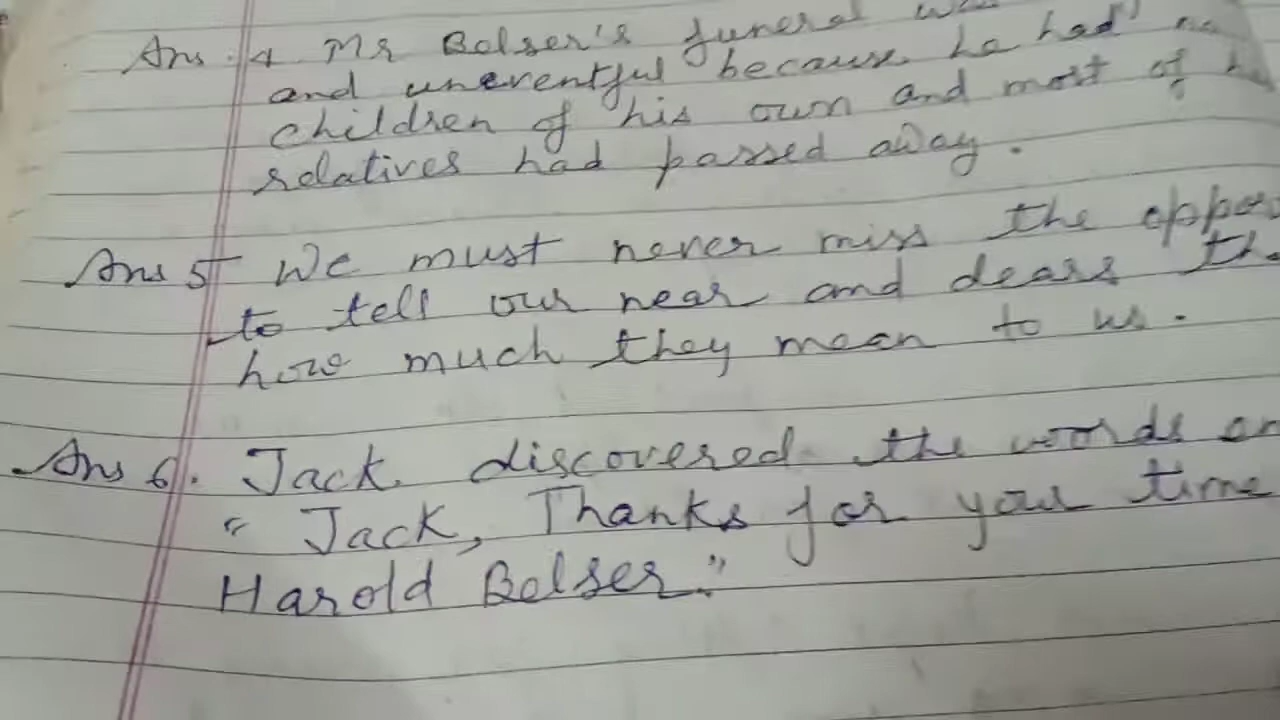 Ans. 4 Mr Belser's funeral
and uneventful because he had
children of his own and most of
relatives had passed away.
Ans 5 We must never miss the
to tell our near and dears
how much they mean to us.
Ans 6. Jack discovered the words
"Jack, Thanks for your time
Harold Belser."